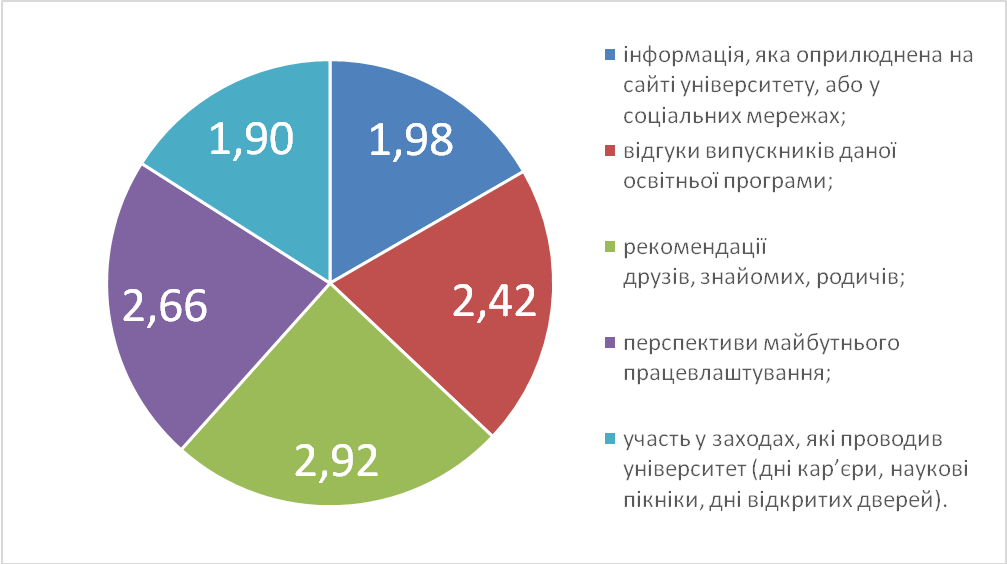 1,90
1,98
2,66
2,42
2,92
інформація, яка оприлюднена на
сайті університету, або у
соціальних мережах;
відгуки випускників даної
освітньої програми;
рекомендації
друзів, знайомих, родичів;
перспективи майбутнього
працевлаштування;
участь у заходах, які проводив
університет (дні кар’єри, наукові
пікніки, дні відкритих дверей).